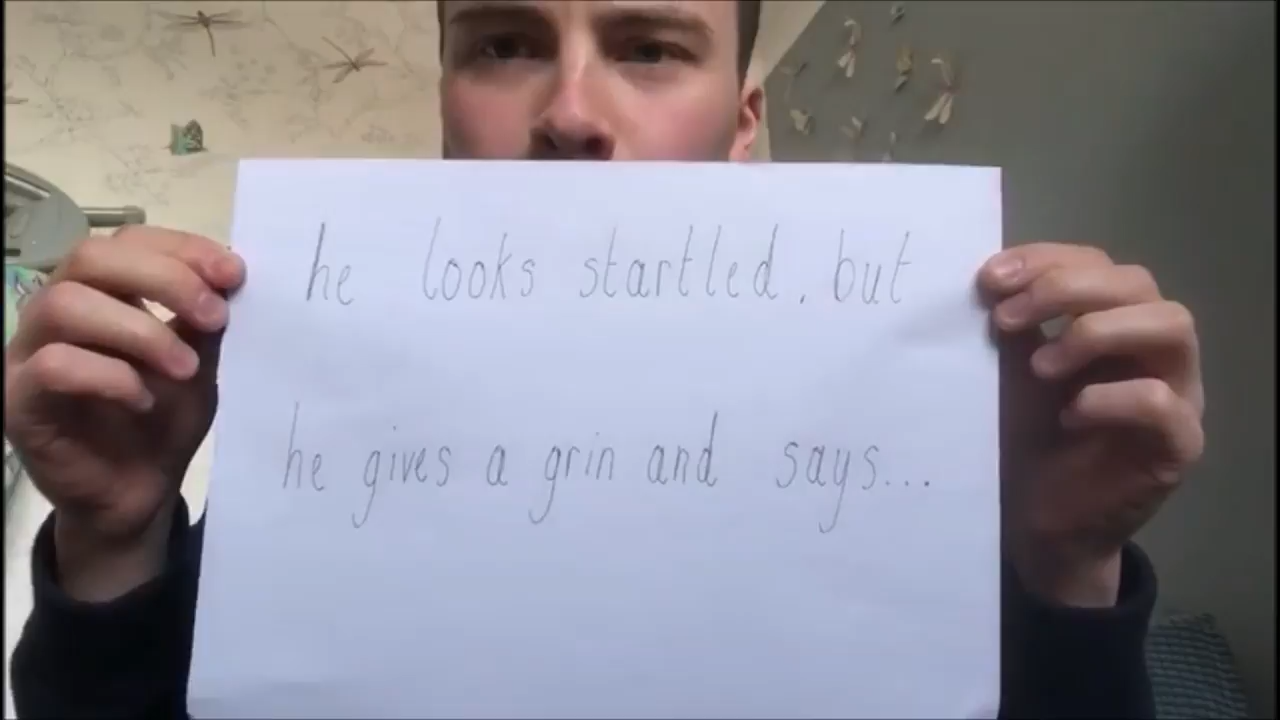 he looks startled, but
he gives a grin and says...